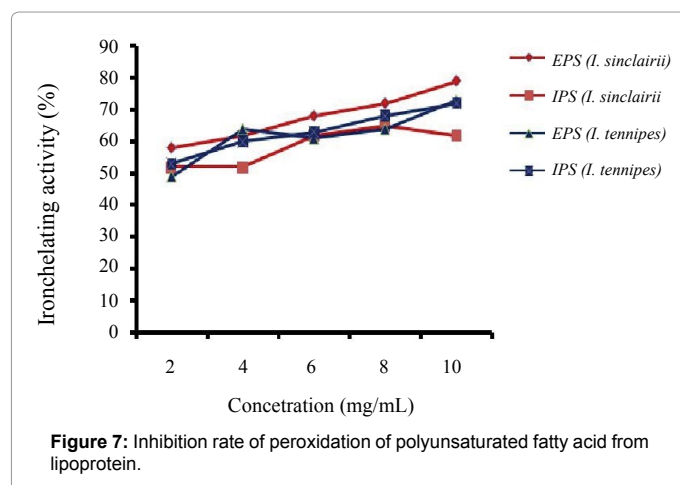 90
80
70
60
50
40
30
20
10
0
Ironchelating activity (%)
2 4 6 8 10
Concetration (mg/mL)
EPS (I. sinclairii)
IPS (I. sinclairii
EPS (I. tennipes)
IPS (I. tennipes)
Figure 7: Inhibition rate of peroxidation of polyunsaturated fatty acid from
lipoprotein.